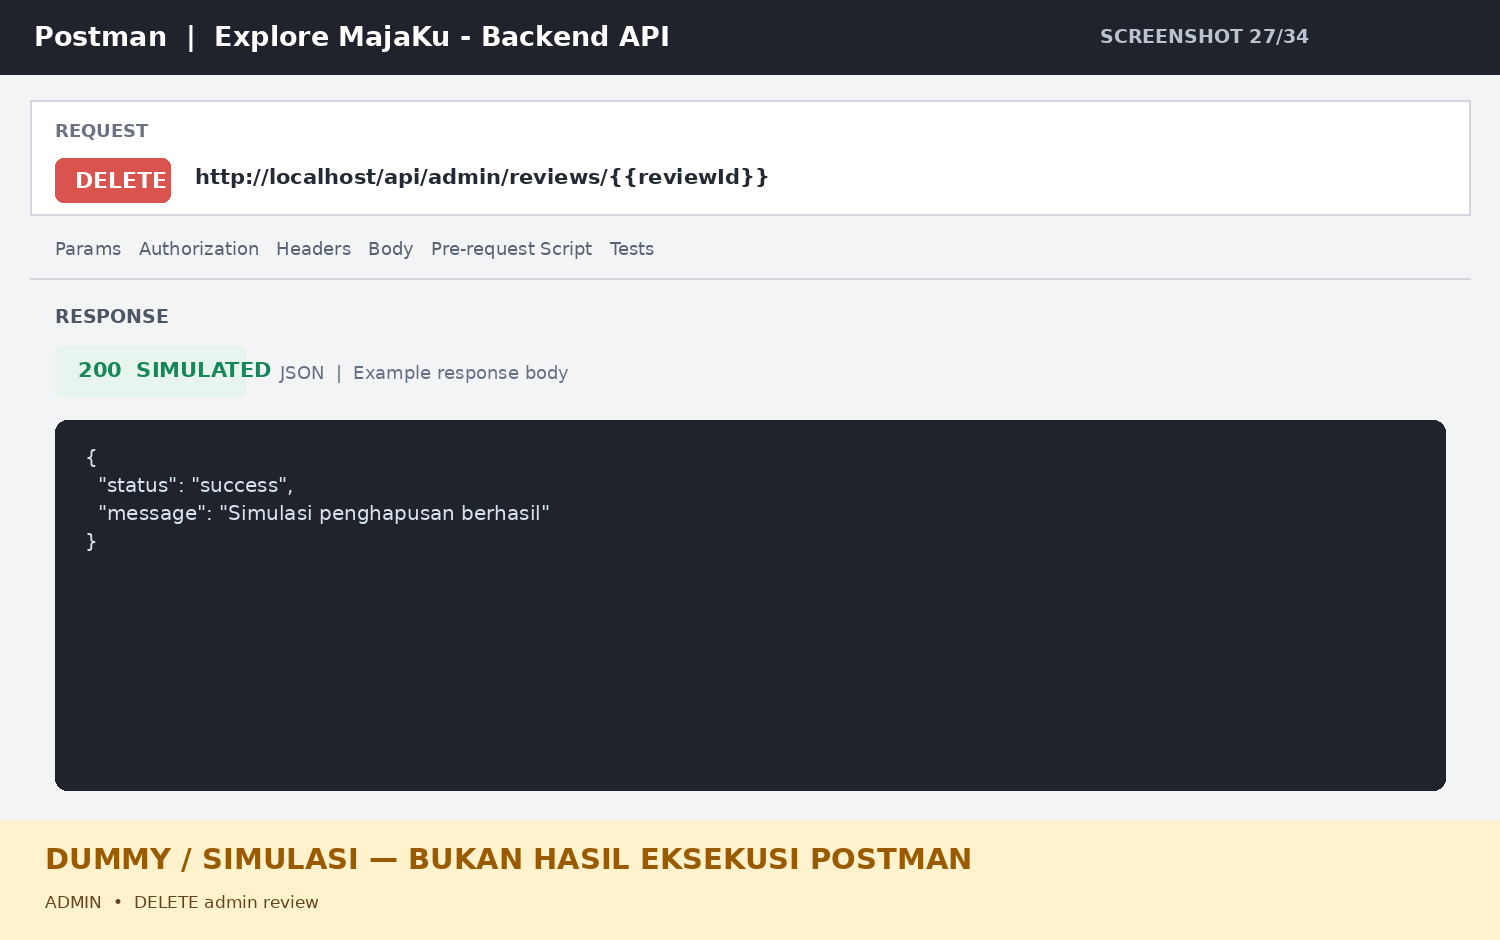 Postman | Explore MajaKu - Backend API
SCREENSHOT 27/34
REQUEST
DELETE http://localhost/api/admin/reviews/{{reviewId}}
Params Authorization Headers Body Pre-request Script Tests
RESPONSE
200 SIMULATED JSON | Example response body
{
  "status": "success",
  "message": "Simulasi penghapusan berhasil"
}
DUMMY / SIMULASI — BUKAN HASIL EKSEKUSI POSTMAN
ADMIN • DELETE admin review